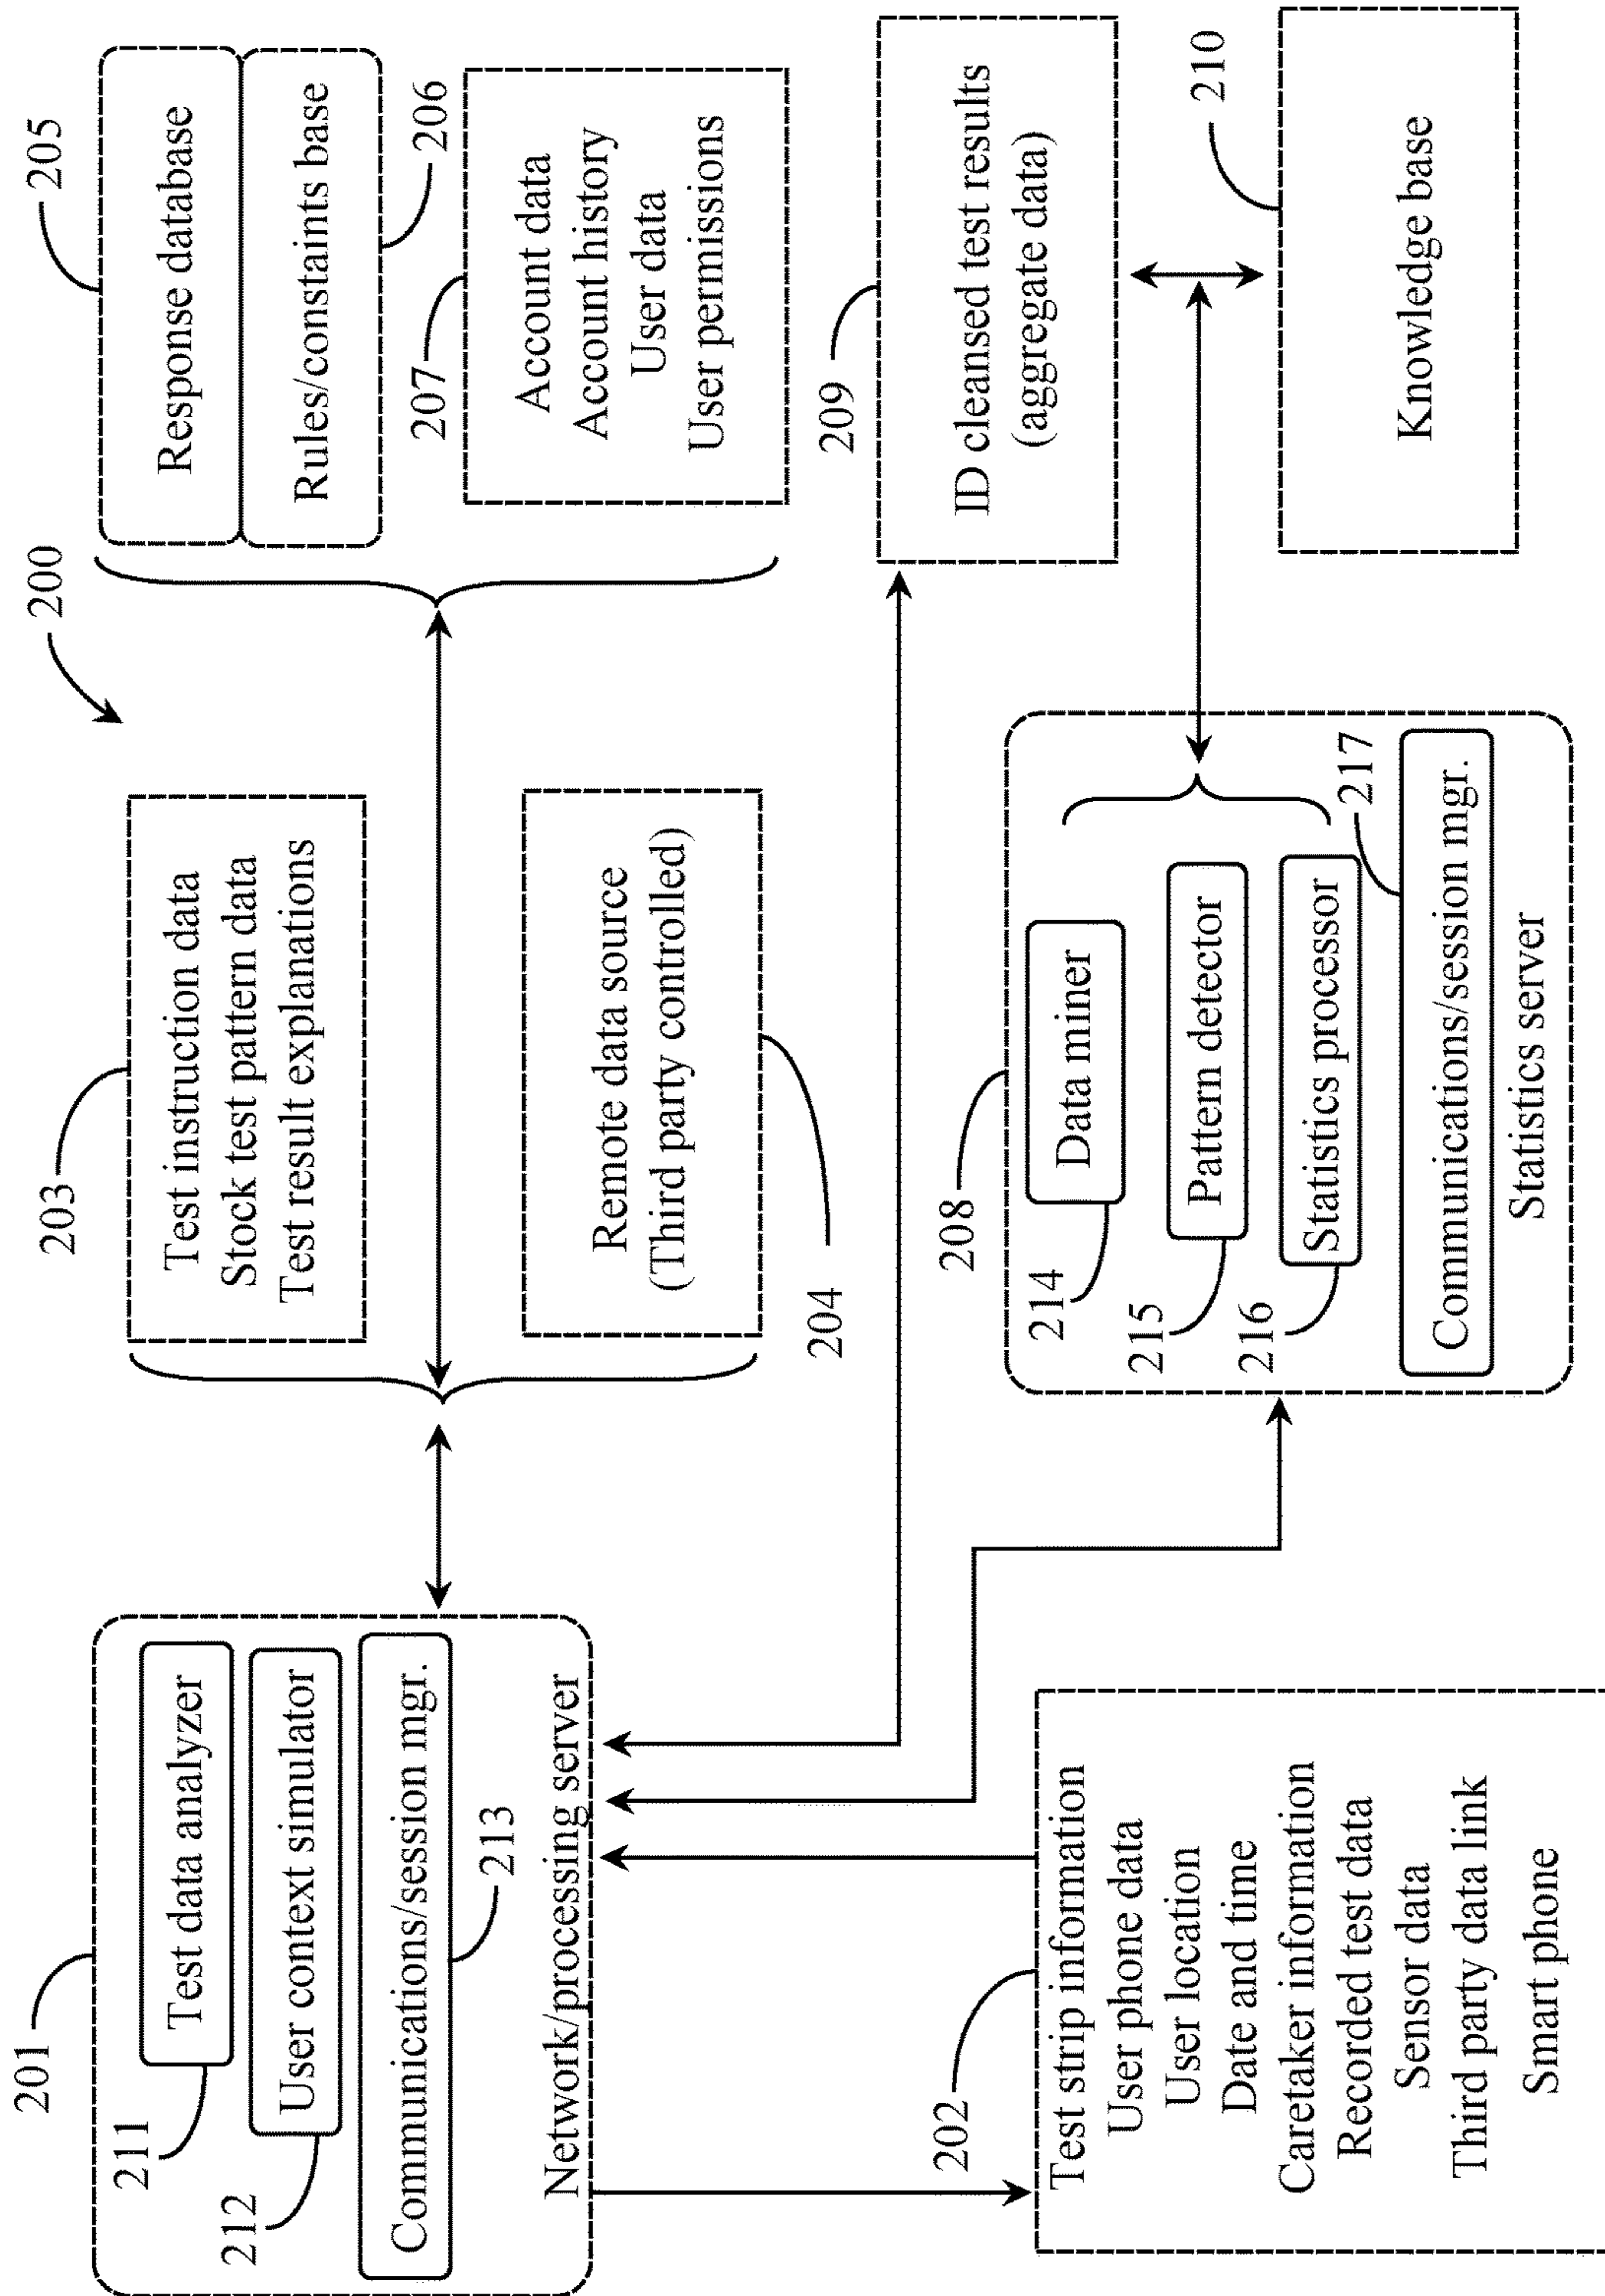 200
201
211
Test data analyzer
212
User context simulator
Communications/session mgr.
213
Network/processing server
203
Test instruction data
Stock test pattern data
Test result explanations
Remote data source
(Third party controlled)
204
205
Response database
Rules/constaints base
206
207
Account data
Account history
User data
User permissions
202
Test strip information
User phone data
User location
Date and time
Caretaker information
Recorded test data
Sensor data
Third party data link
Smart phone
208
214
Data miner
215
Pattern detector
216
Statistics processor
217
Communications/session mgr.
Statistics server
209
ID cleansed test results
(aggregate data)
210
Knowledge base